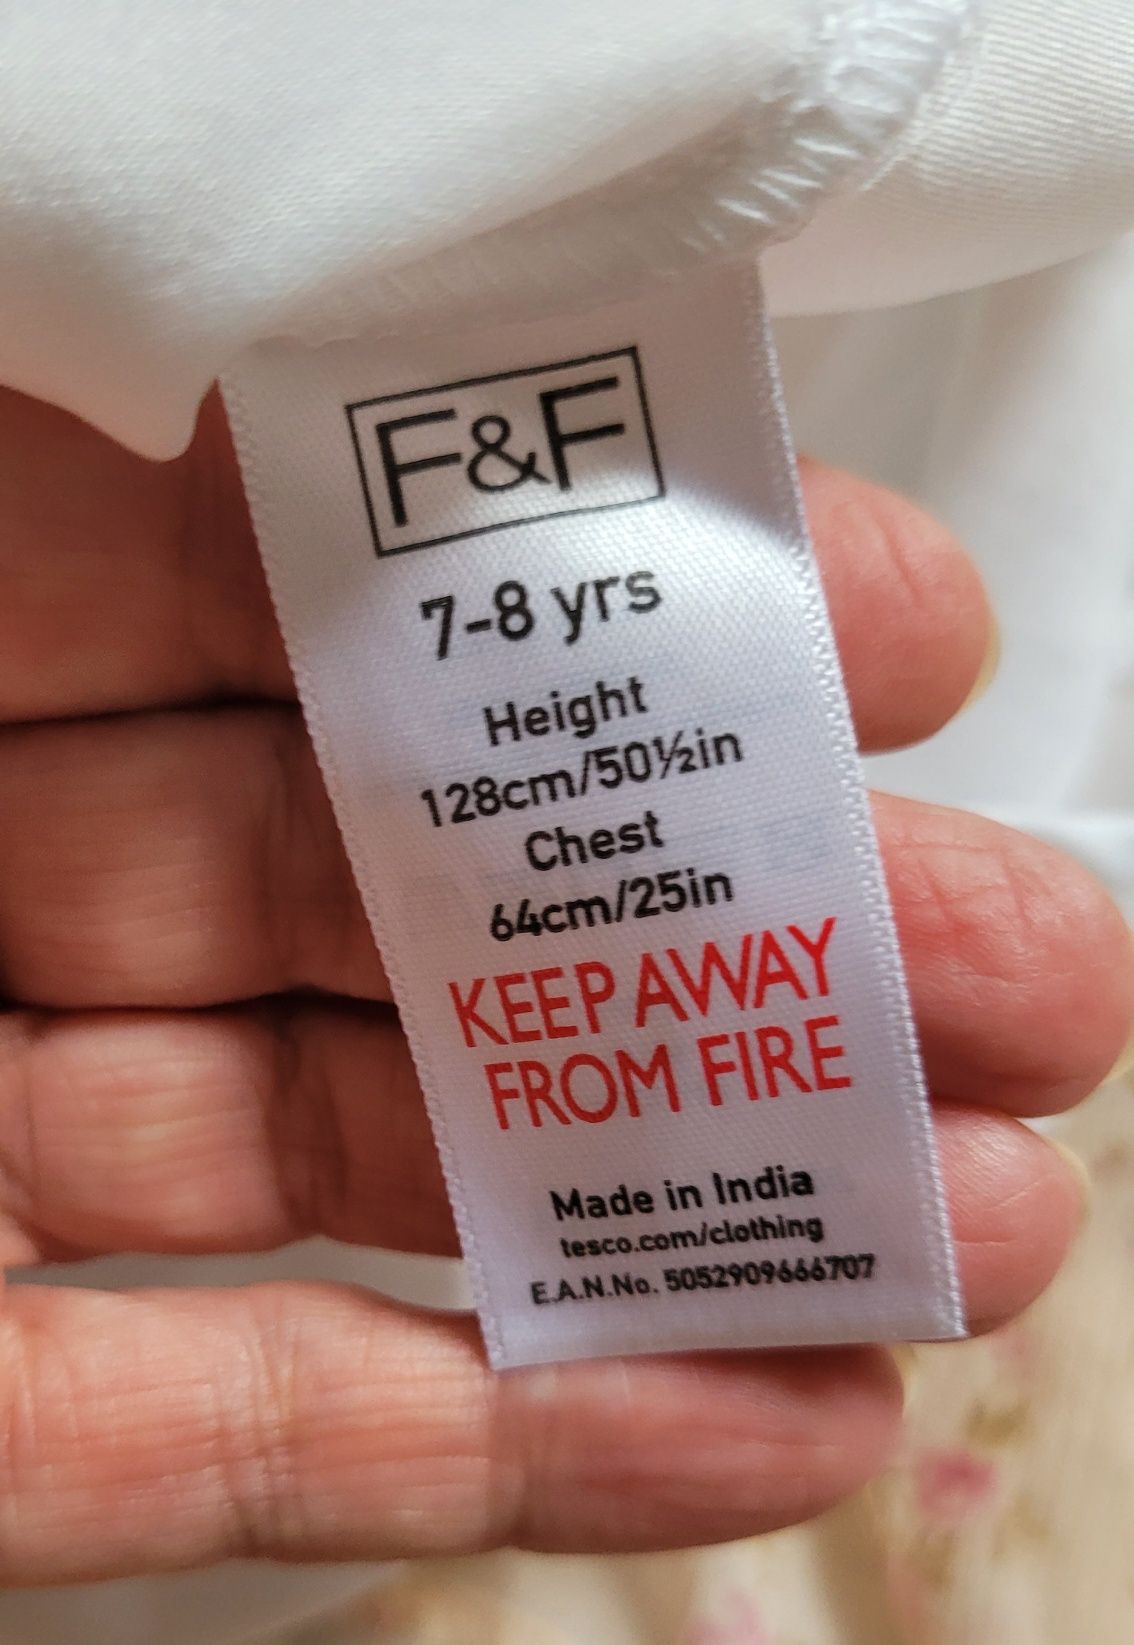 F&F
7-8 yrs
Height
128cm/50½in
Chest
64cm/25in
KEEP AWAY
FROM FIRE
Made in India
tesco.com/clothing
E.A.N.No. 5052909666707